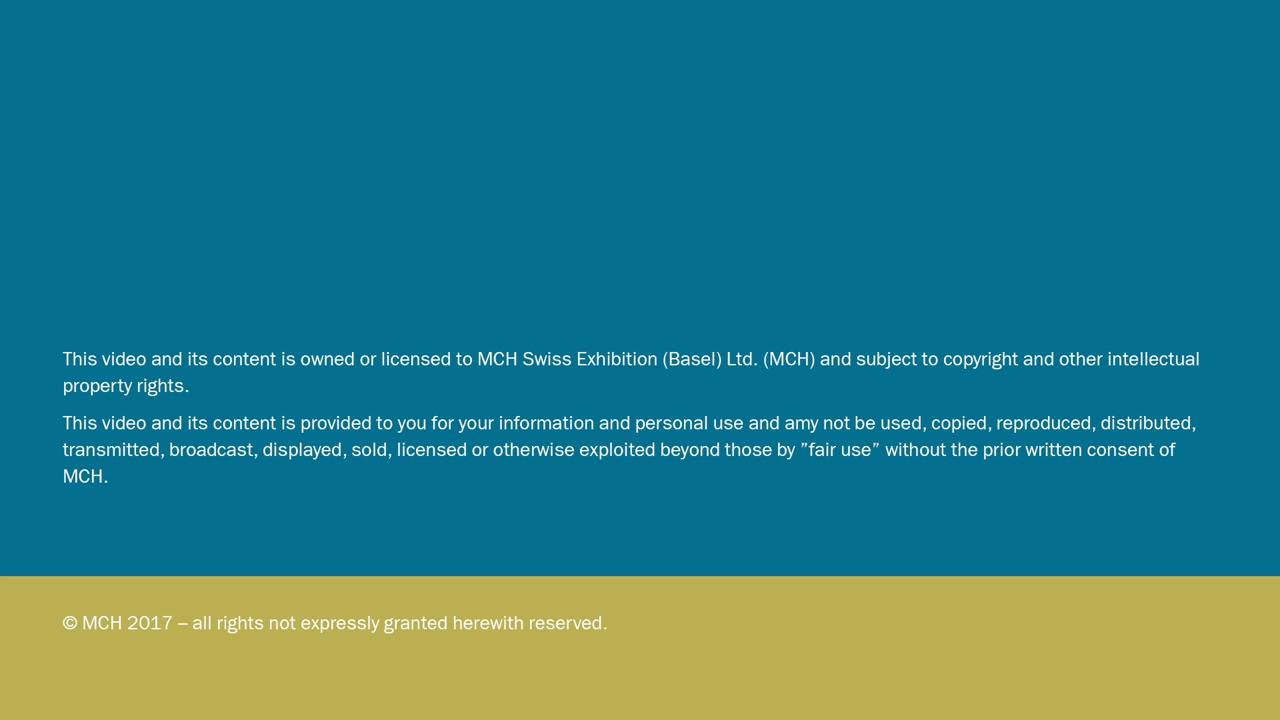 This video and its content is owned or licensed to MCH Swiss Exhibition (Basel) Ltd. (MCH) and subject to copyright and other intellectual
property rights.
This video and its content is provided to you for your information and personal use and amy not be used, copied, reproduced, distributed,
transmitted, broadcast, displayed, sold, licensed or otherwise exploited beyond those by ”fair use” without the prior written consent of
MCH.
© MCH 2017 – all rights not expressly granted herewith reserved.